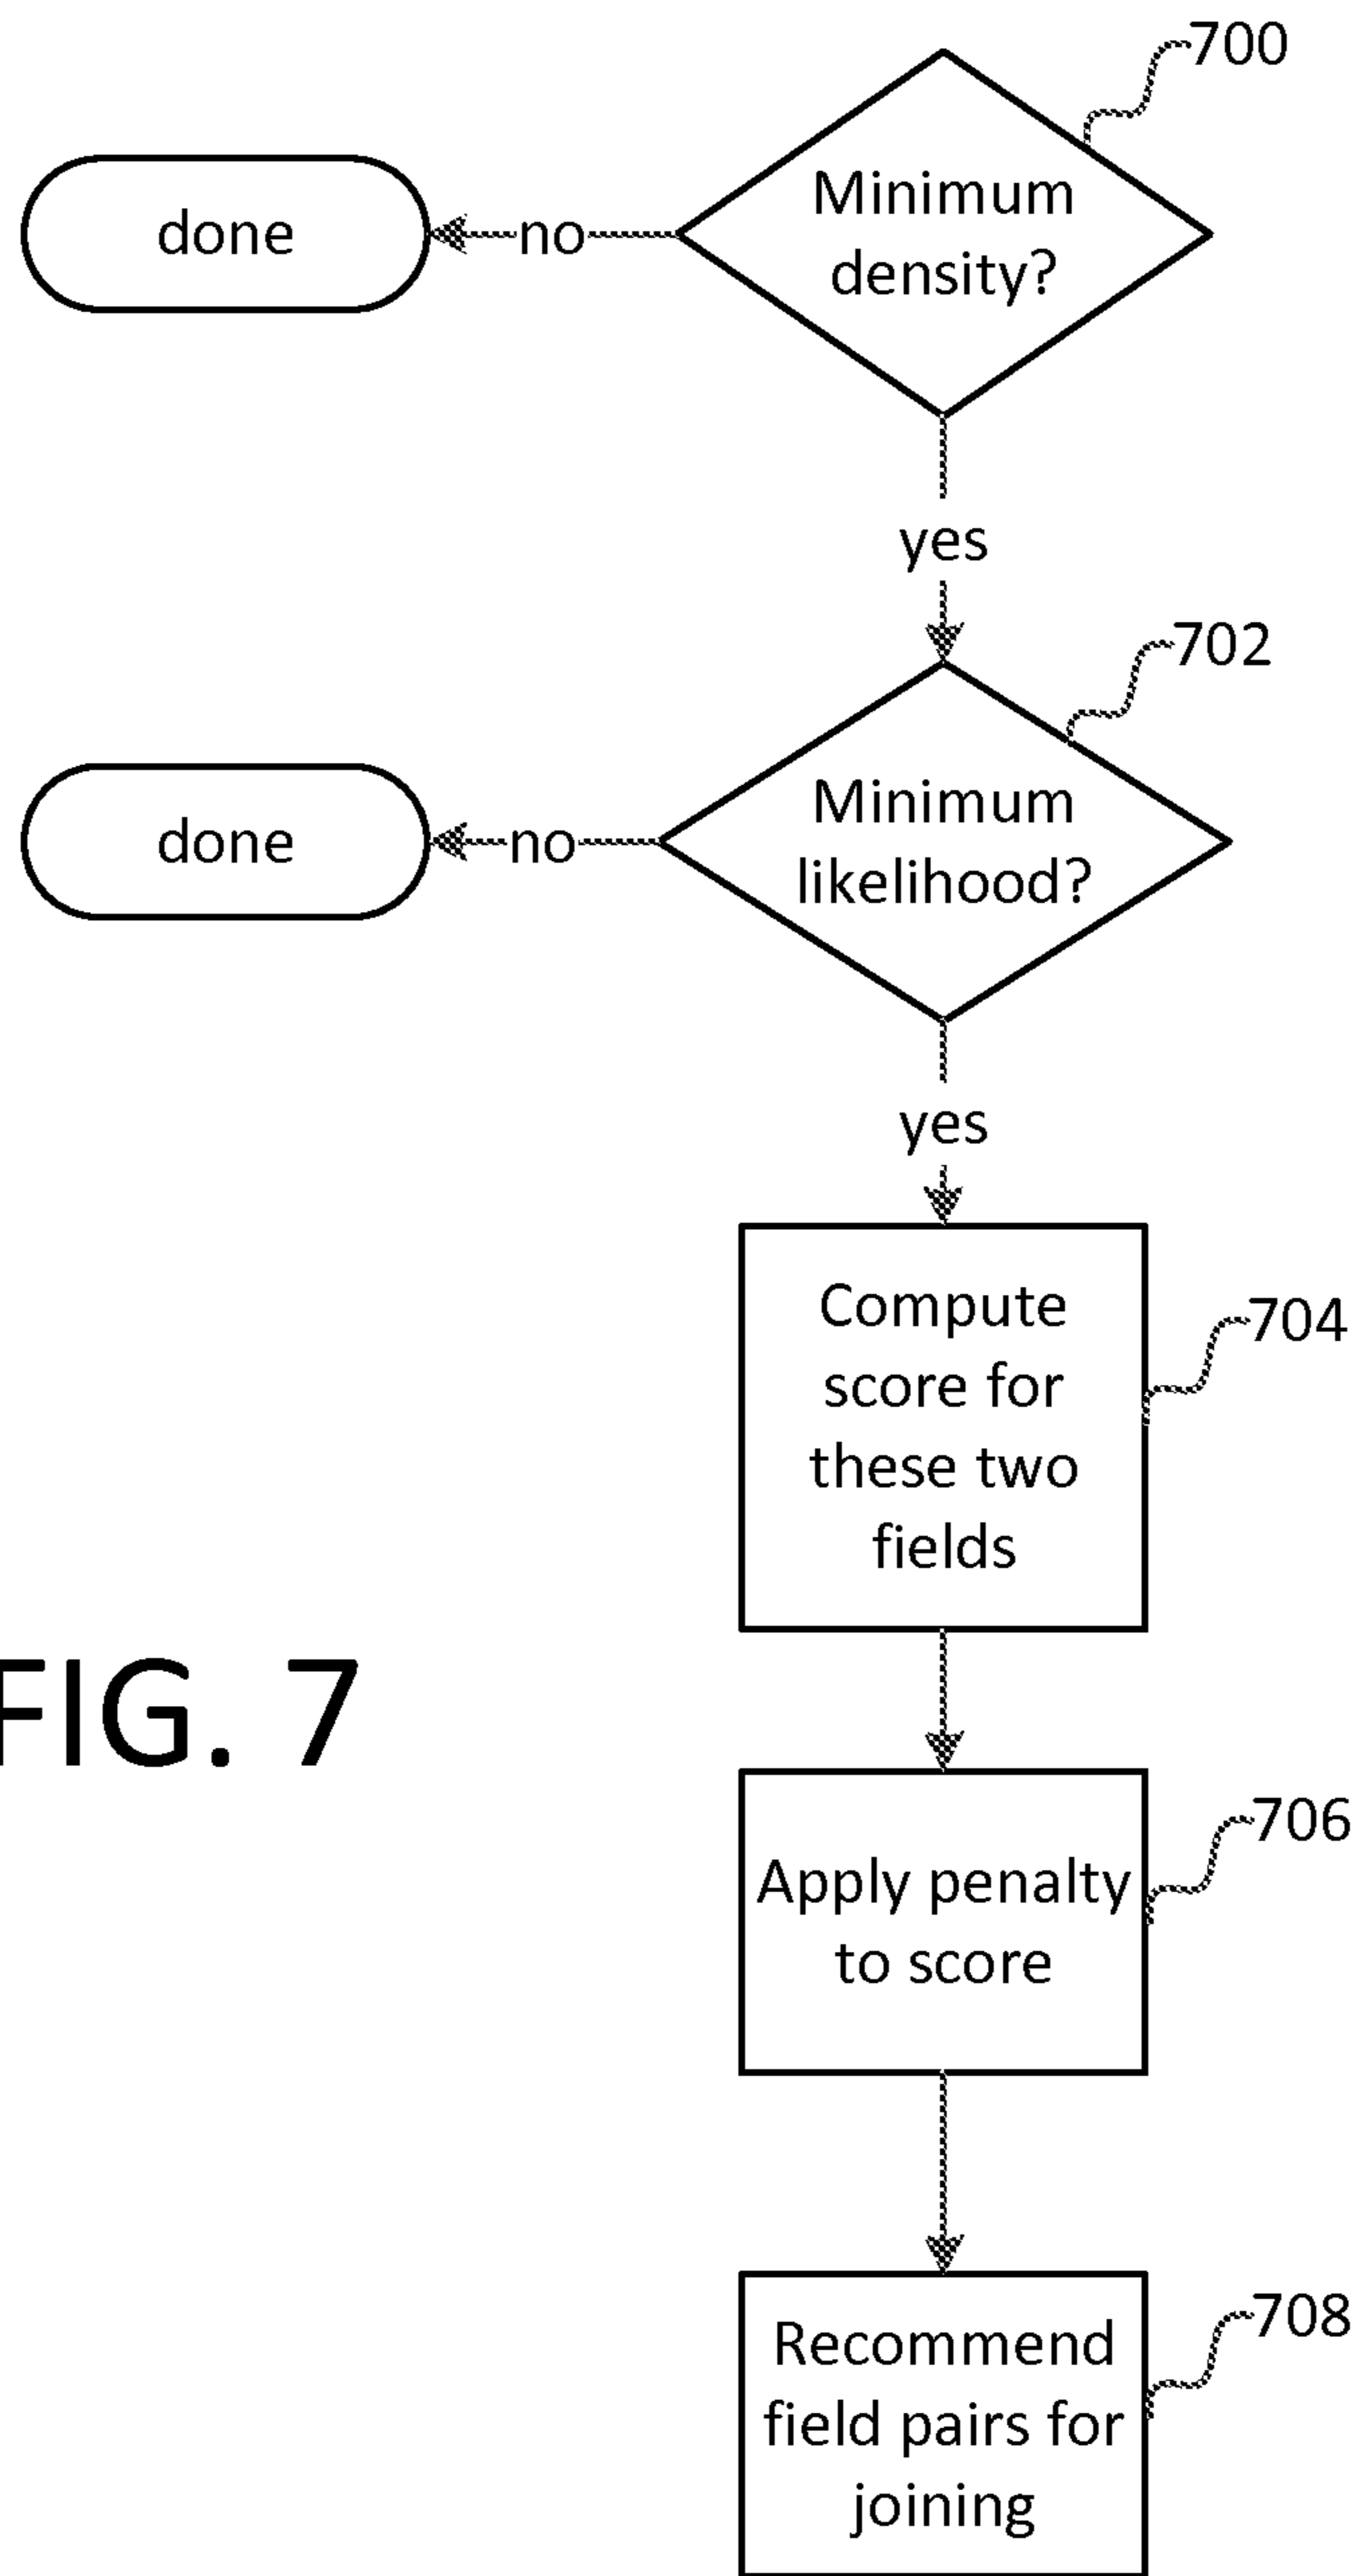 700
Minimum
density?
no
done
yes
702
Minimum
likelihood?
no
done
yes
Compute
score for
these two
fields
704
FIG. 7
706
Apply penalty
to score
708
Recommend
field pairs for
joining